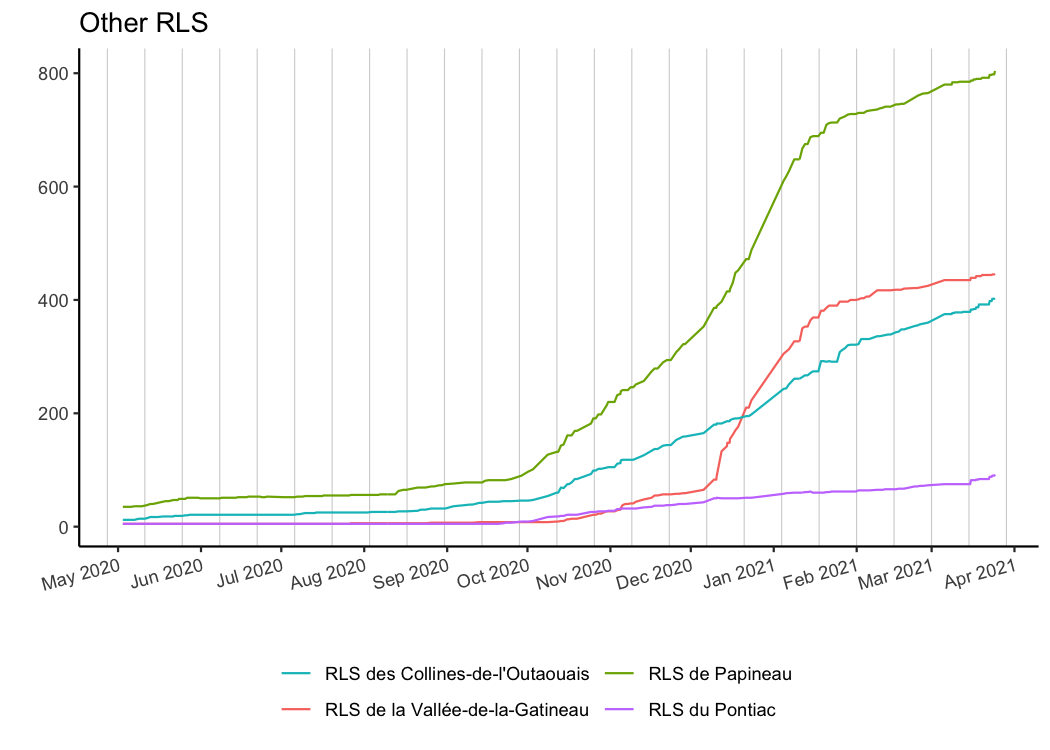 Other RLS
800
600
400
200
0
May 2020 Jun 2020 Jul 2020 Aug 2020 Sep 2020 Oct 2020 Nov 2020 Dec 2020 Jan 2021 Feb 2021 Mar 2021 Apr 2021
RLS des Collines-de-l'Outaouais RLS de Papineau
RLS de la Vallée-de-la-Gatineau RLS du Pontiac